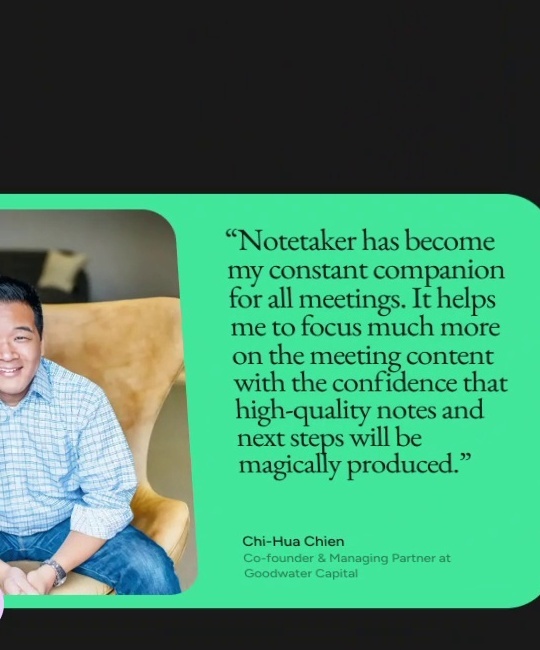 “Notetaker has become
my constant companion
for all meetings. It helps
me to focus much more
on the meeting content
with the confidence that
high-quality notes and
next steps will be
magically produced.”
Chi-Hua Chien
Co-founder & Managing Partner at
Goodwater Capital